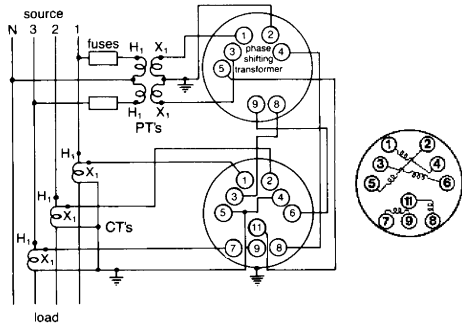 source
N 3 2 1
fuses
H1 X1
H1 X1
PT's
1 2
3 4
phase
shifting
5 transformer
9 8
H1
X1
H1
X1
CT's
H1
X1
1 2
3 4
5 6
11
7 9 8
load
1 2
3 4
5 6
11
7 9 8